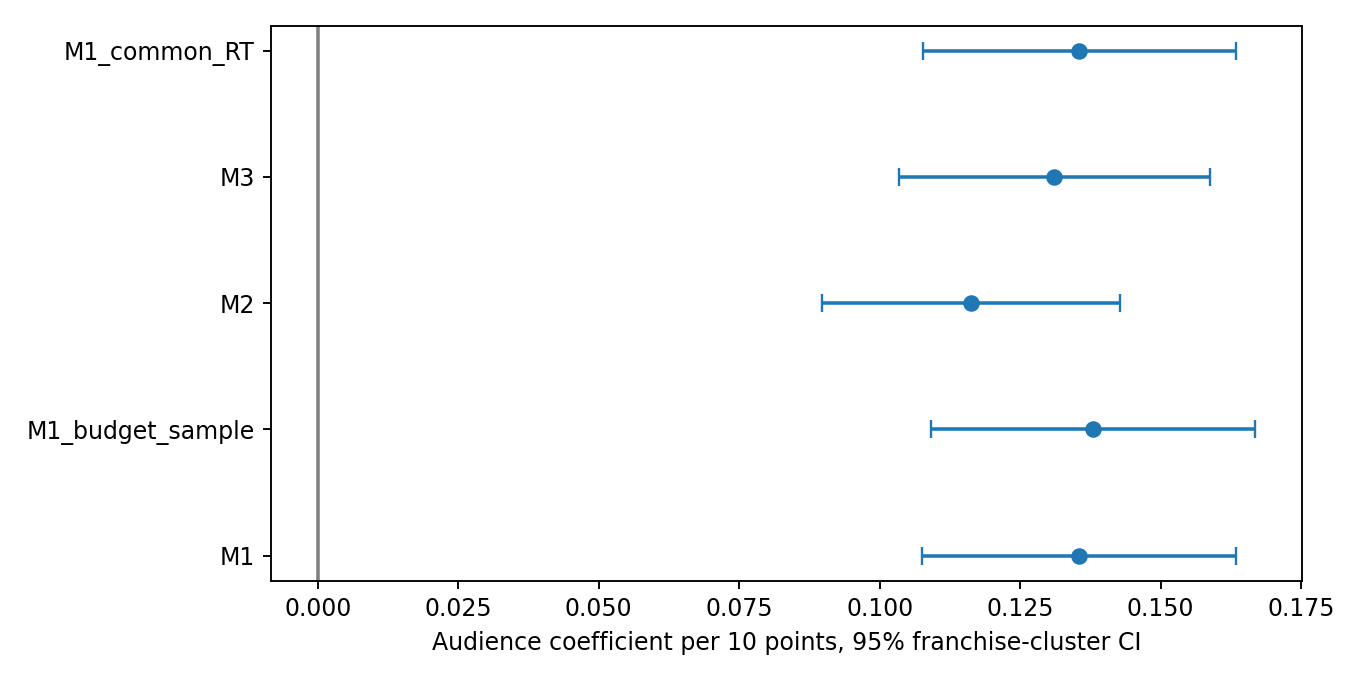 M1_common_RT
M3
M2
M1_budget_sample
M1
0.000 0.025 0.050 0.075 0.100 0.125 0.150 0.175
Audience coefficient per 10 points, 95% franchise-cluster CI